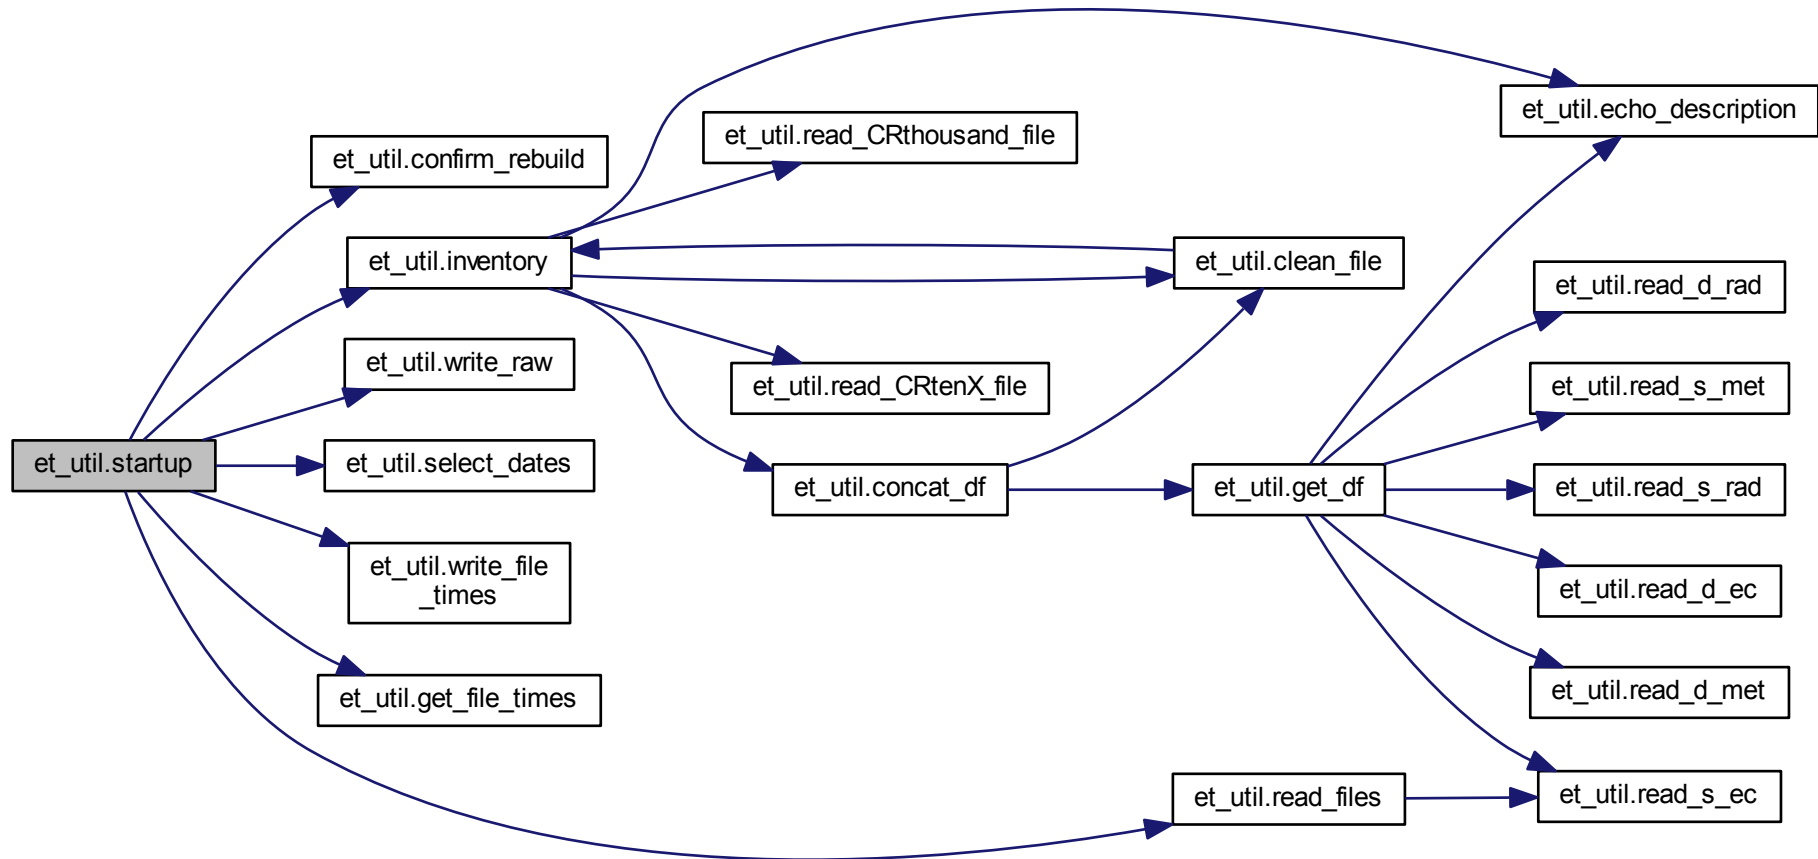 et_util.echo_description
et_util.read_CRthousand_file
et_util.confirm_rebuild
et_util.inventory
et_util.clean_file
et_util.read_d_rad
et_util.write_raw
et_util.read_CRtenX_file
et_util.read_s_met
et_util.startup
et_util.select_dates
et_util.concat_df
et_util.get_df
et_util.read_s_rad
et_util.write_file
_times
et_util.read_d_ec
et_util.get_file_times
et_util.read_d_met
et_util.read_files
et_util.read_s_ec